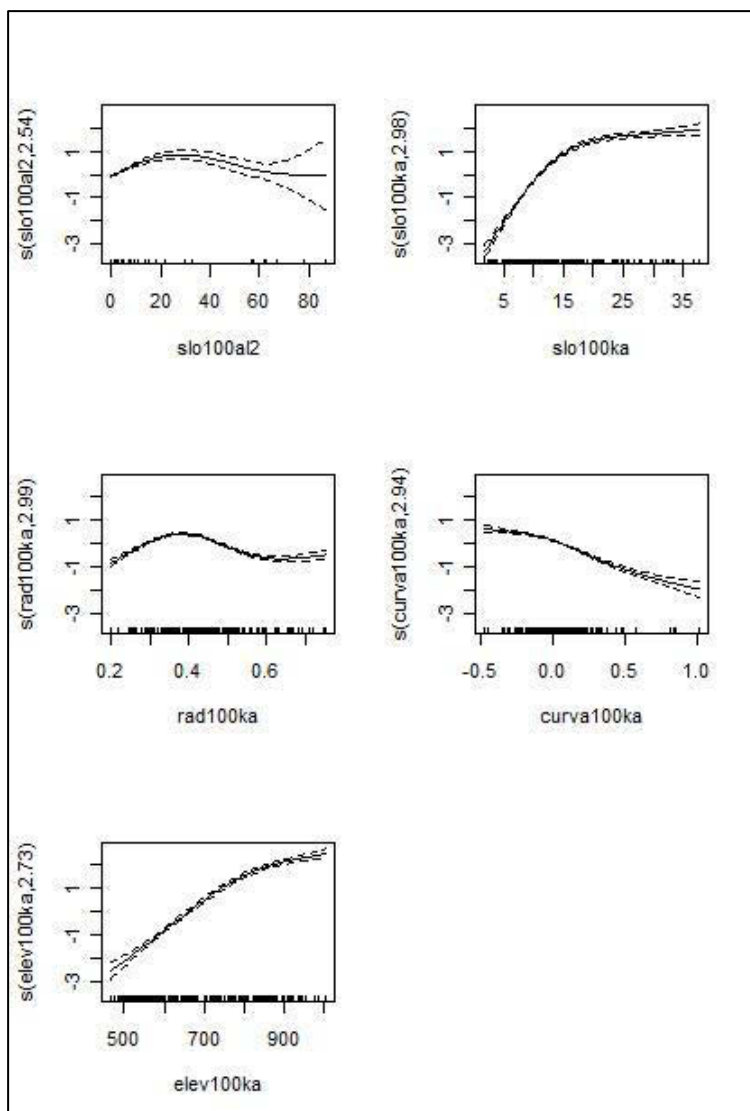 s(slo100al2,2.54)
1
-1
-3
0 20 40 60 80
slo100al2
s(slo100ka,2.98)
1
-1
-3
5 15 25 35
slo100ka
s(rad100ka,2.99)
1
-1
-3
0.2 0.4 0.6
rad100ka
s(curva100ka,2.94)
1
-1
-3
-0.5 0.0 0.5 1.0
curva100ka
s(elev100ka,2.73)
1
-1
-3
500 700 900
elev100ka